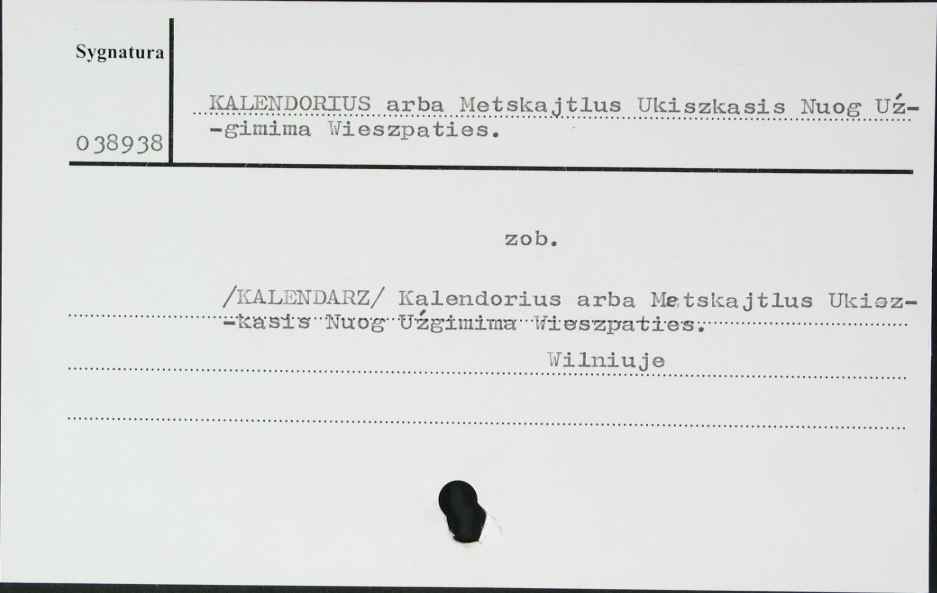 Sygnatura
KALENDORIUS arba Metskajtlus Ukiszkasis Nuog Uź-
-gimima Wieszpaties.
038938
zob.
/KALENDARZ/ Kalendorius arba Metskajtlus Ukisz-
-kasis Nuog Uźgimima Wieszpaties.
Wilniuje